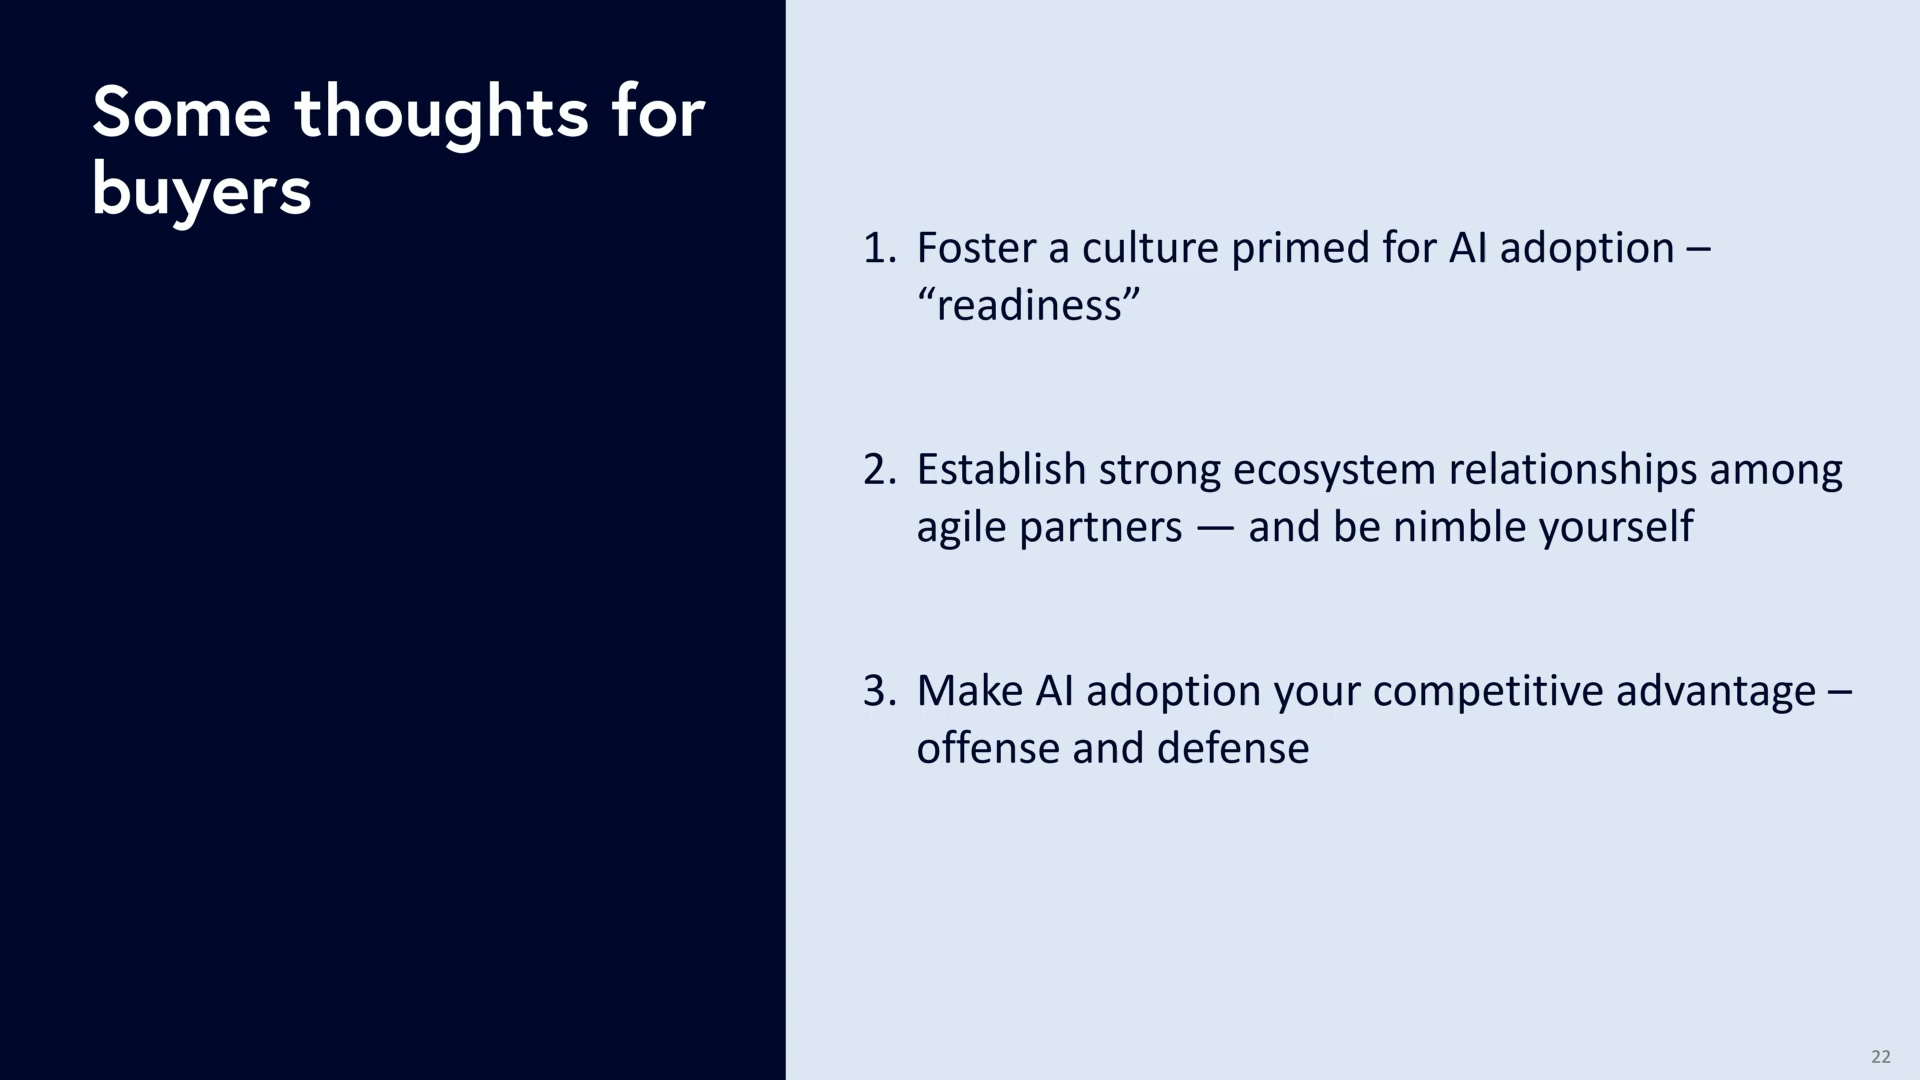 Some thoughts for
buyers
1. Foster a culture primed for AI adoption –
“readiness”
2. Establish strong ecosystem relationships among
agile partners — and be nimble yourself
3. Make AI adoption your competitive advantage –
offense and defense
22